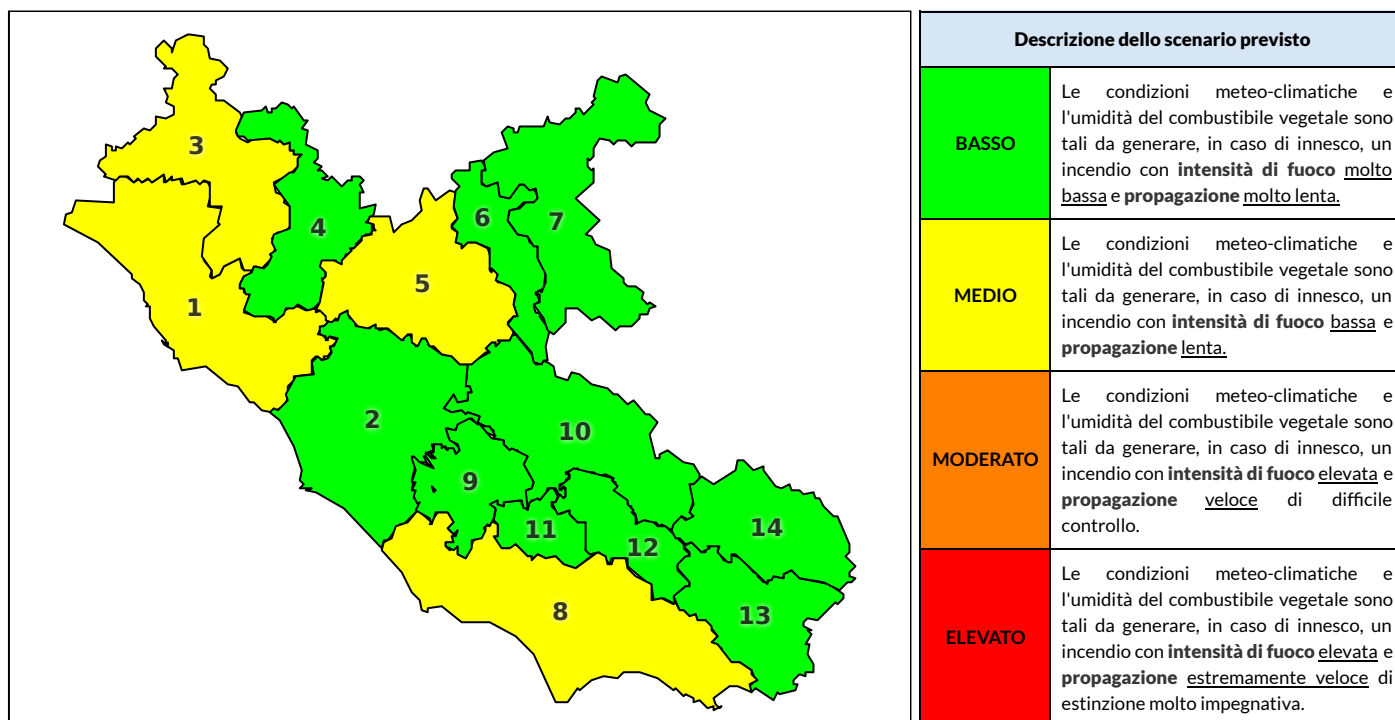 3
4
6
7
5
1
2
10
9
11
14
12
8
13
Descrizione dello scenario previsto
BASSO
Le condizioni meteo-climatiche e
l'umidità del combustibile vegetale sono
tali da generare, in caso di innesco, un
incendio con intensità di fuoco molto
bassa e propagazione molto lenta.
MEDIO
Le condizioni meteo-climatiche e
l'umidità del combustibile vegetale sono
tali da generare, in caso di innesco, un
incendio con intensità di fuoco bassa e
propagazione lenta.
MODERATO
Le condizioni meteo-climatiche e
l'umidità del combustibile vegetale sono
tali da generare, in caso di innesco, un
incendio con intensità di fuoco elevata e
propagazione veloce di difficile
controllo.
ELEVATO
Le condizioni meteo-climatiche e
l'umidità del combustibile vegetale sono
tali da generare, in caso di innesco, un
incendio con intensità di fuoco elevata e
propagazione estremamente veloce di
estinzione molto impegnativa.